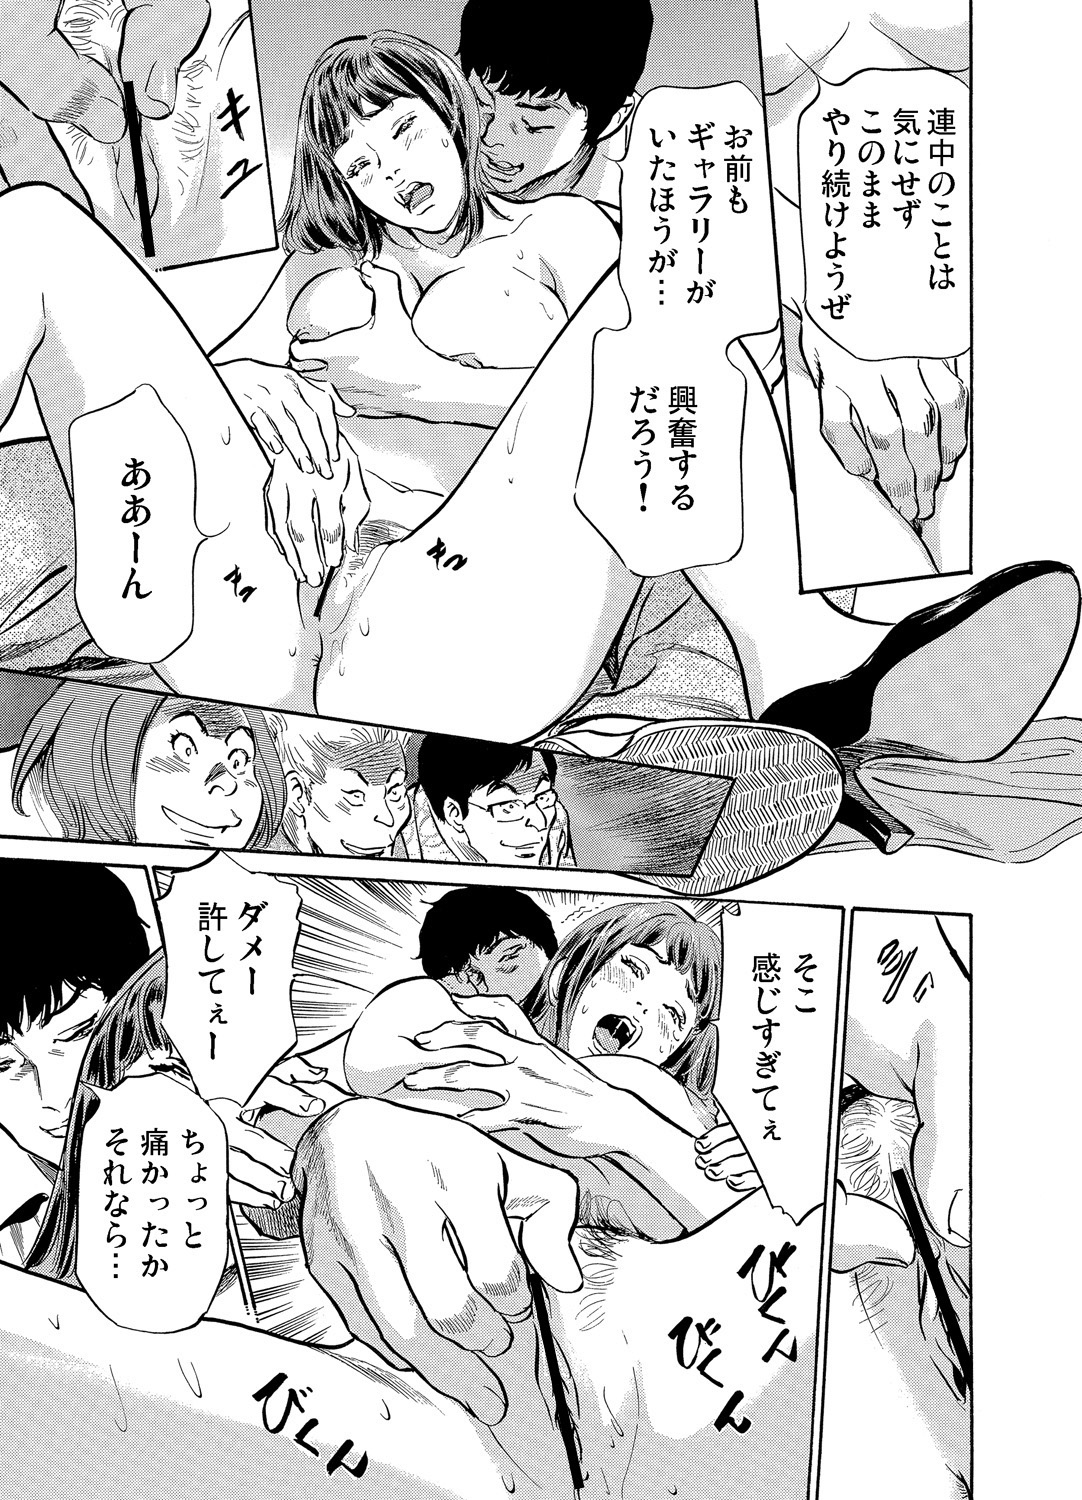 連中のことは
気にせず
このまま
やり続けようぜ
お前も
ギャラリーが
いたほうが…
興奮する
だろう！
キュ
ああーん
きゅ
きゅ
そこ
感じすぎてぇ
ダメー
許してぇー
びくん
びくん
びくん
ちょっと
痛かったか
それなら…